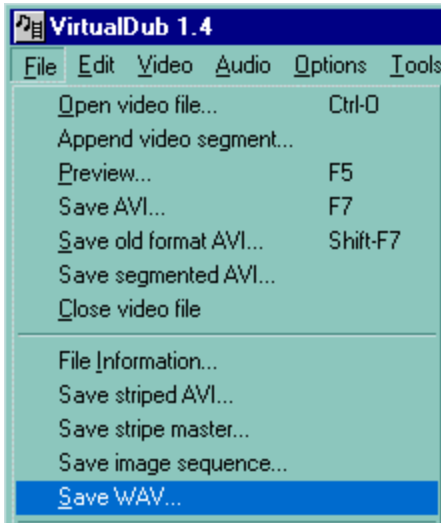 VirtualDub 1.4
File Edit Video Audio Options Tools
Open video file... Ctrl-O
Append video segment...
Preview... F5
Save AVI... F7
Save old format AVI... Shift-F7
Save segmented AVI...
Close video file
File Information...
Save striped AVI...
Save stripe master...
Save image sequence...
Save WAV...